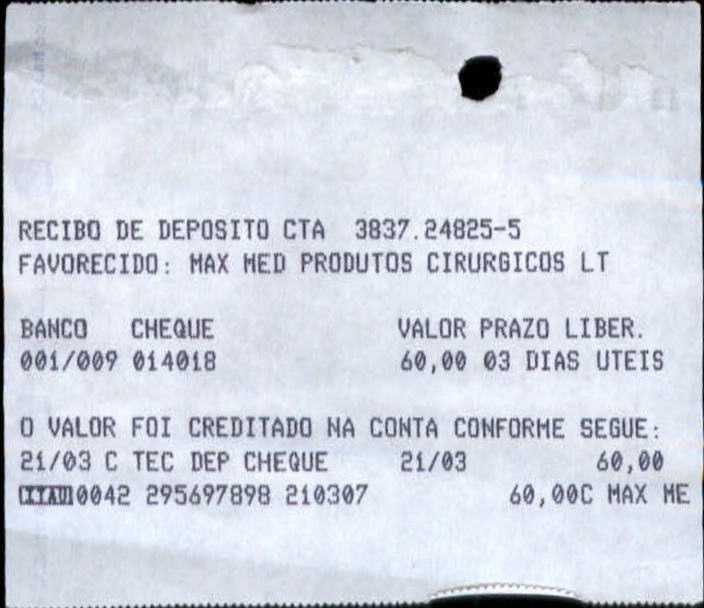 RECIBO DE DEPOSITO CTA 3837.24825-5
FAVORECIDO: MAX MED PRODUTOS CIRURGICOS LT
BANCO CHEQUE VALOR PRAZO LIBER.
001/009 014018 60,00 03 DIAS UTEIS
O VALOR FOI CREDITADO NA CONTA CONFORME SEGUE:
21/03 C TEC DEP CHEQUE 21/03 60,00
ITAU0042 295697898 210307 60,00C MAX ME